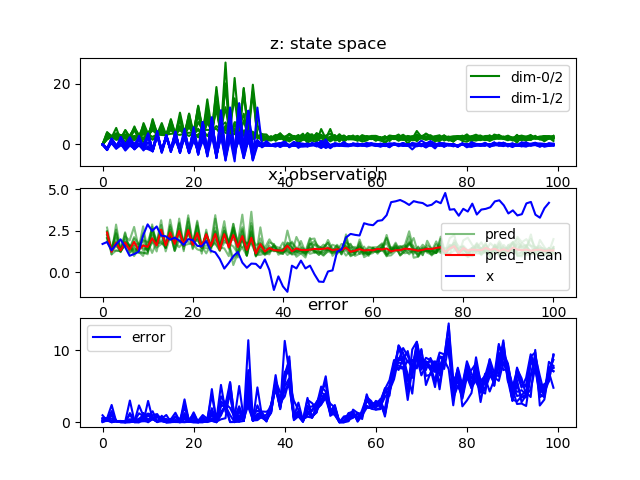 z: state space
20
0
dim-0/2
dim-1/2
0 20 40 60 80 100
x: observation
5.0
2.5
0.0
pred
pred_mean
x
0 20 40 60 80 100
error
10
0
error
0 20 40 60 80 100